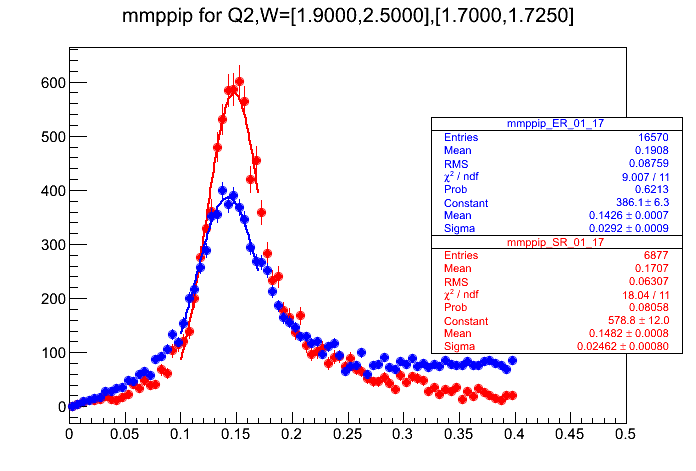 mmppip for Q2,W=[1.9000,2.5000],[1.7000,1.7250]
600
500
400
300
200
100
0
0 0.05 0.1 0.15 0.2 0.25 0.3 0.35 0.4 0.45 0.5
mmppip_ER_01_17
Entries 16570
Mean 0.1908
RMS 0.08759
χ² / ndf 9.007 / 11
Prob 0.6213
Constant 386.1 ± 6.3
Mean 0.1426 ± 0.0007
Sigma 0.0292 ± 0.0009
mmppip_SR_01_17
Entries 6877
Mean 0.1707
RMS 0.06307
χ² / ndf 18.04 / 11
Prob 0.08058
Constant 578.8 ± 12.0
Mean 0.1482 ± 0.0008
Sigma 0.02462 ± 0.00080